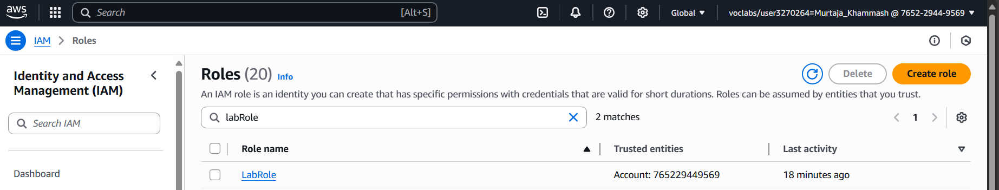 aws
Search [Alt+S]
Global
voclabs/user3270264=Murtaja_Khammash @ 7652-2944-9569
IAM
Roles
Identity and Access
Management (IAM)
Search IAM
Dashboard
Roles (20) Info
Delete
Create role
An IAM role is an identity you can create that has specific permissions with credentials that are valid for short durations. Roles can be assumed by entities that you trust.
labRole
2 matches
1
Role name
Trusted entities
Last activity
LabRole
Account: 765229449569
18 minutes ago